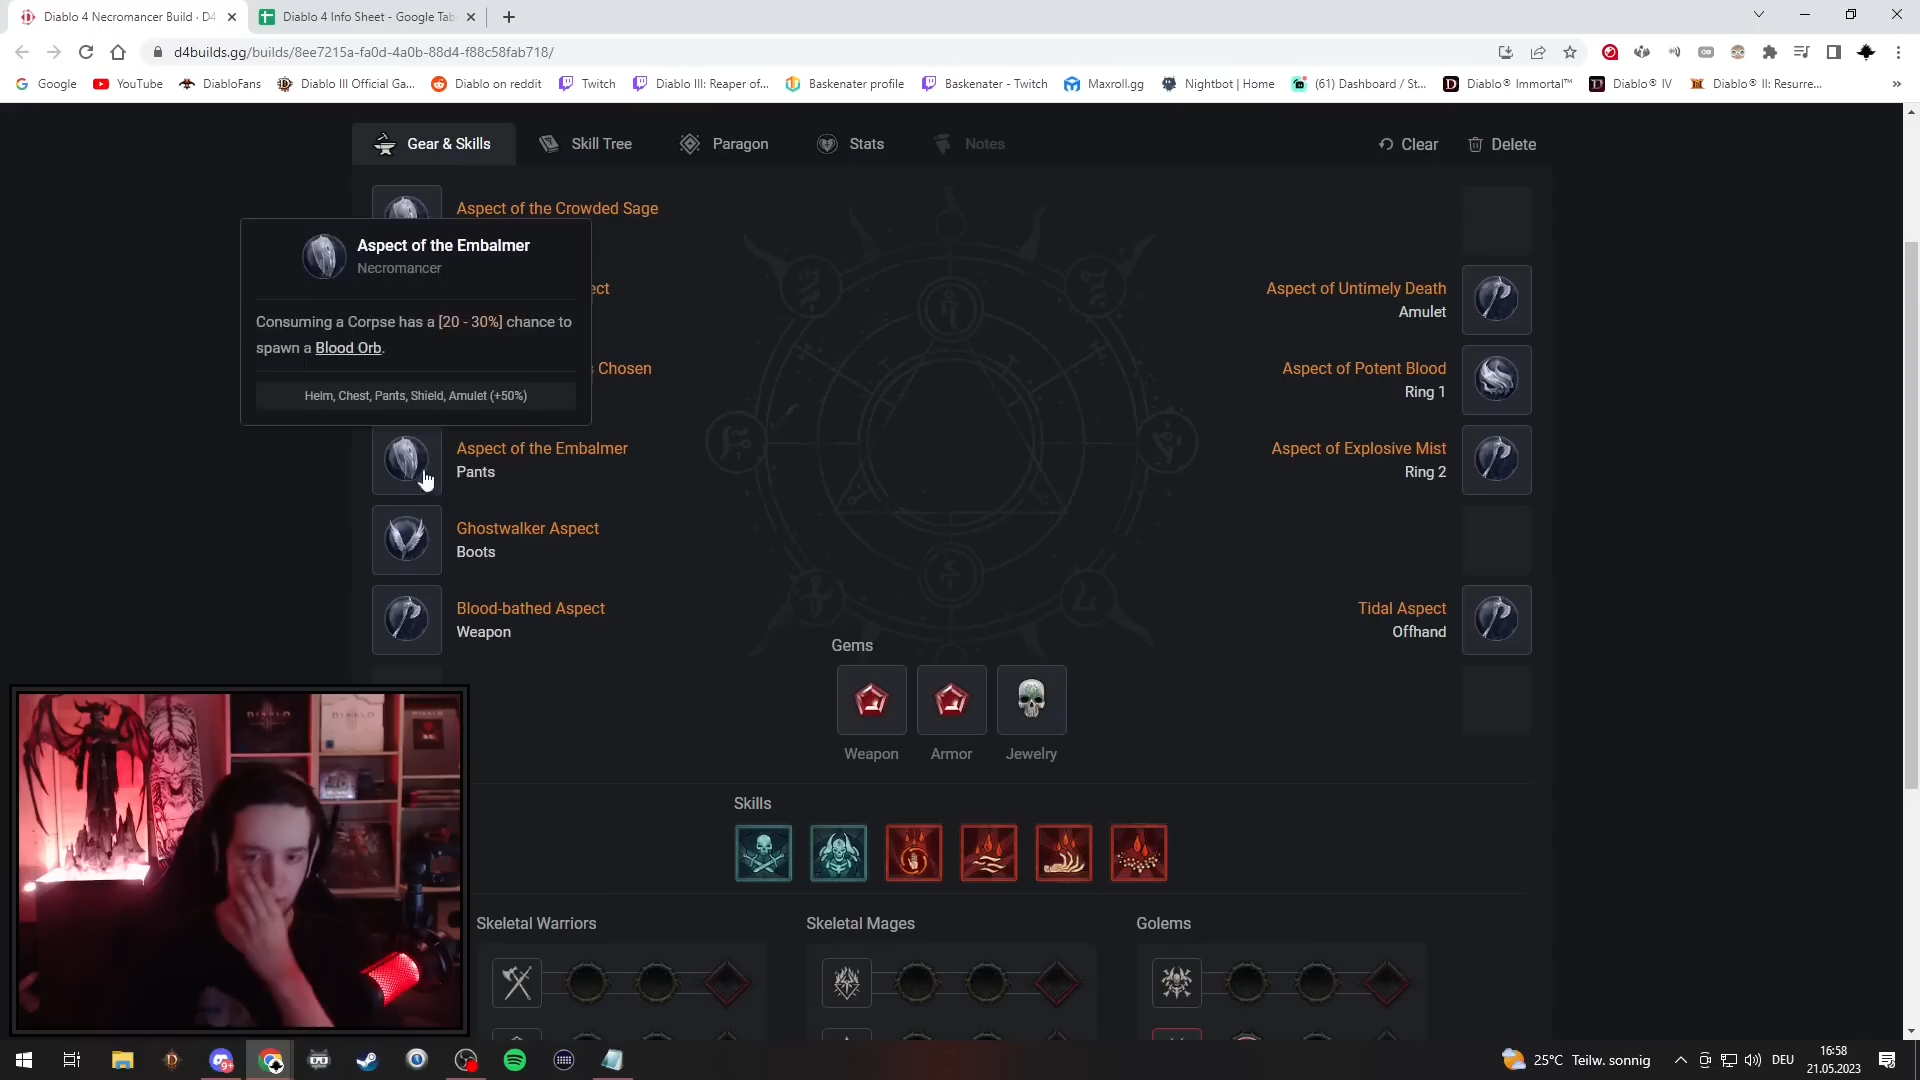 Diablo 4 Necromancer Build · D4
Diablo 4 Info Sheet - Google Tab
d4builds.gg/builds/8ee7215a-fa0d-4a0b-88d4-f88c58fab718/
Google
YouTube
DiabloFans
Diablo III Official Ga...
Diablo on reddit
Twitch
Diablo III: Reaper of...
Baskenater profile
Baskenater - Twitch
Maxroll.gg
Nightbot | Home
(61) Dashboard / St...
Diablo® Immortal™
Diablo® IV
Diablo® II: Resurre...
Gear & Skills
Skill Tree
Paragon
Stats
Notes
Clear
Delete
Aspect of the Crowded Sage
Aspect of the Embalmer
Necromancer
Consuming a Corpse has a [20 - 30%] chance to
spawn a Blood Orb.
Helm, Chest, Pants, Shield, Amulet (+50%)
ect
Chosen
Aspect of the Embalmer
Pants
Ghostwalker Aspect
Boots
Blood-bathed Aspect
Weapon
Aspect of Untimely Death
Amulet
Aspect of Potent Blood
Ring 1
Aspect of Explosive Mist
Ring 2
Tidal Aspect
Offhand
Gems
Weapon
Armor
Jewelry
Skills
Skeletal Warriors
Skeletal Mages
Golems
9+
25°C Teilw. sonnig
DEU
16:58
21.05.2023